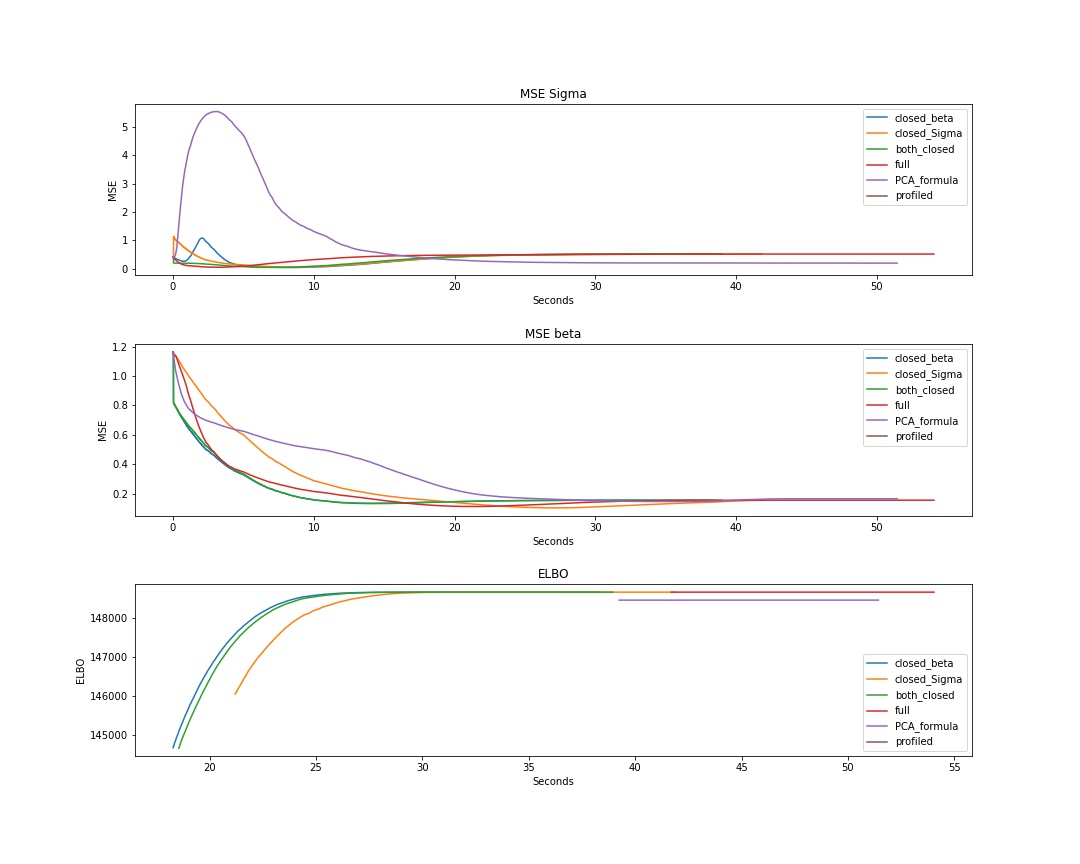 MSE Sigma
5
4
3
2
1
0
MSE
closed_beta
closed_Sigma
both_closed
full
PCA_formula
profiled
0 10 20 30 40 50
Seconds
MSE beta
1.2
1.0
0.8
0.6
0.4
0.2
MSE
closed_beta
closed_Sigma
both_closed
full
PCA_formula
profiled
0 10 20 30 40 50
Seconds
ELBO
148000
147000
146000
145000
ELBO
closed_beta
closed_Sigma
both_closed
full
PCA_formula
profiled
20 25 30 35 40 45 50 55
Seconds